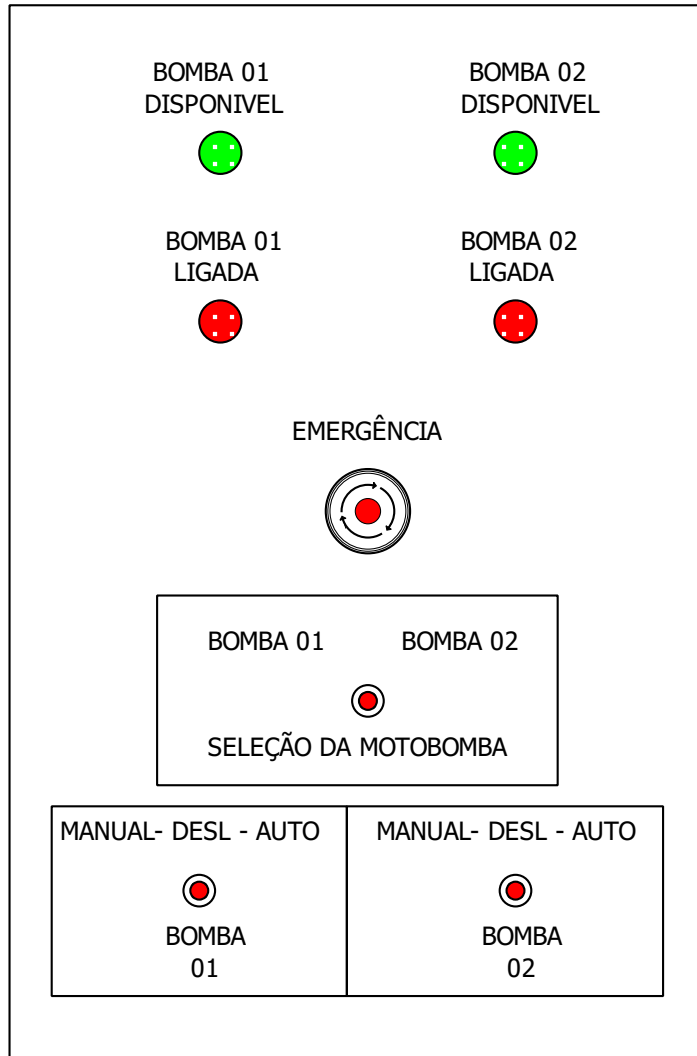 BOMBA 01
DISPONIVEL
BOMBA 02
DISPONIVEL
BOMBA 01
LIGADA
BOMBA 02
LIGADA
EMERGÊNCIA
BOMBA 01
BOMBA 02
SELEÇÃO DA MOTOBOMBA
MANUAL- DESL - AUTO
BOMBA
01
MANUAL- DESL - AUTO
BOMBA
02